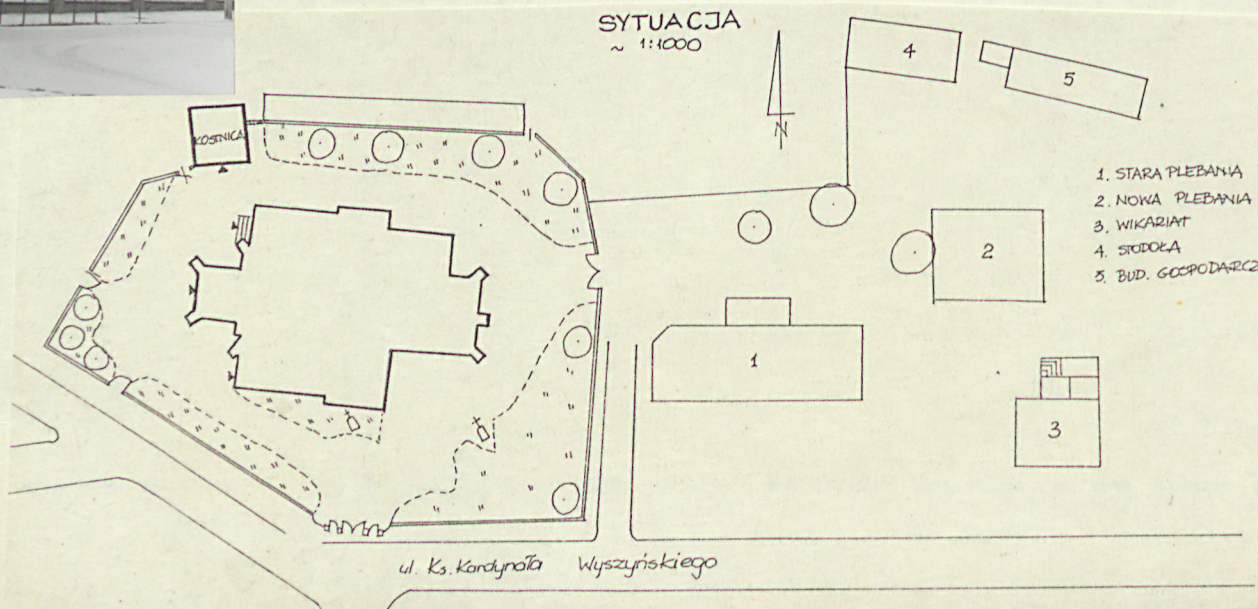 SYTUACJA
~ 1:1000
N
KOSTNICA
4
5
2
1
3
1. STARA PLEBANIA
2. NOWA PLEBANIA
3. WIKARIAT
4. STODOŁA
5. BUD. GOSPODARCZ
ul. Ks. Kardynała Wyszyńskiego